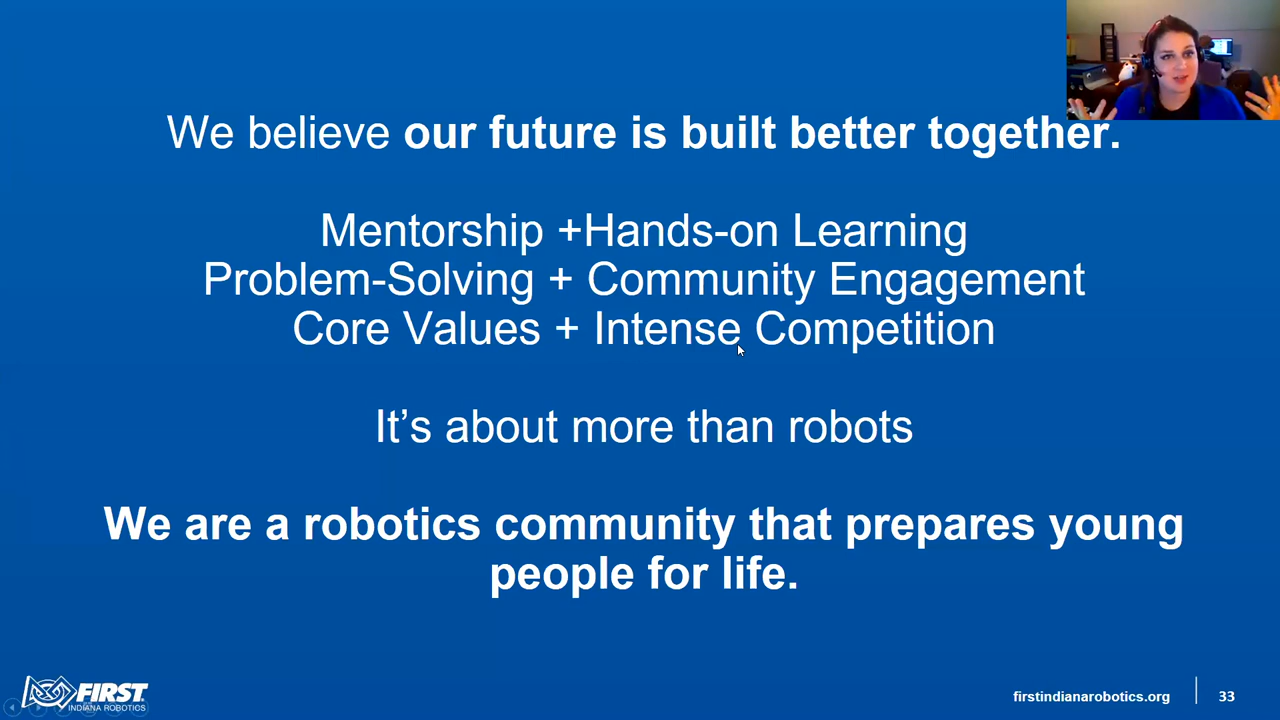 We believe our future is built better together.
Mentorship +Hands-on Learning
Problem-Solving + Community Engagement
Core Values + Intense Competition
It’s about more than robots
We are a robotics community that prepares young
people for life.
FIRST
INDIANA ROBOTICS
firstindianarobotics.org
33